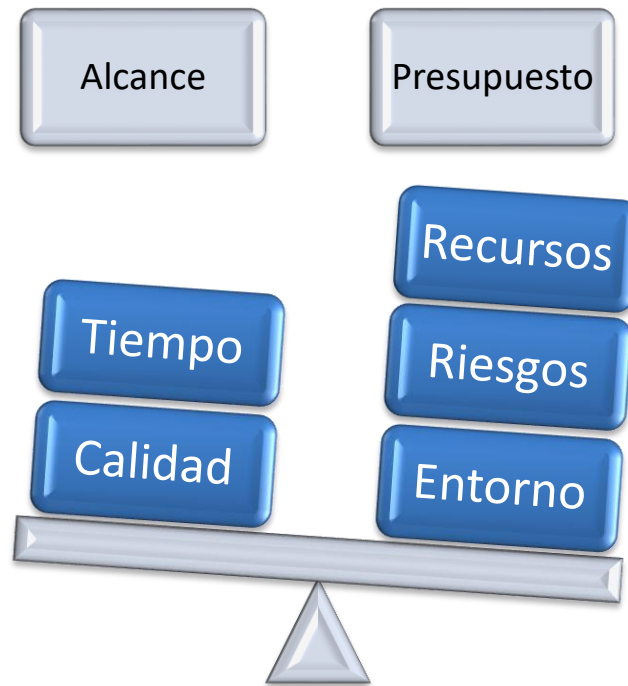 Alcance
Presupuesto
Recursos
Tiempo
Riesgos
Calidad
Entorno